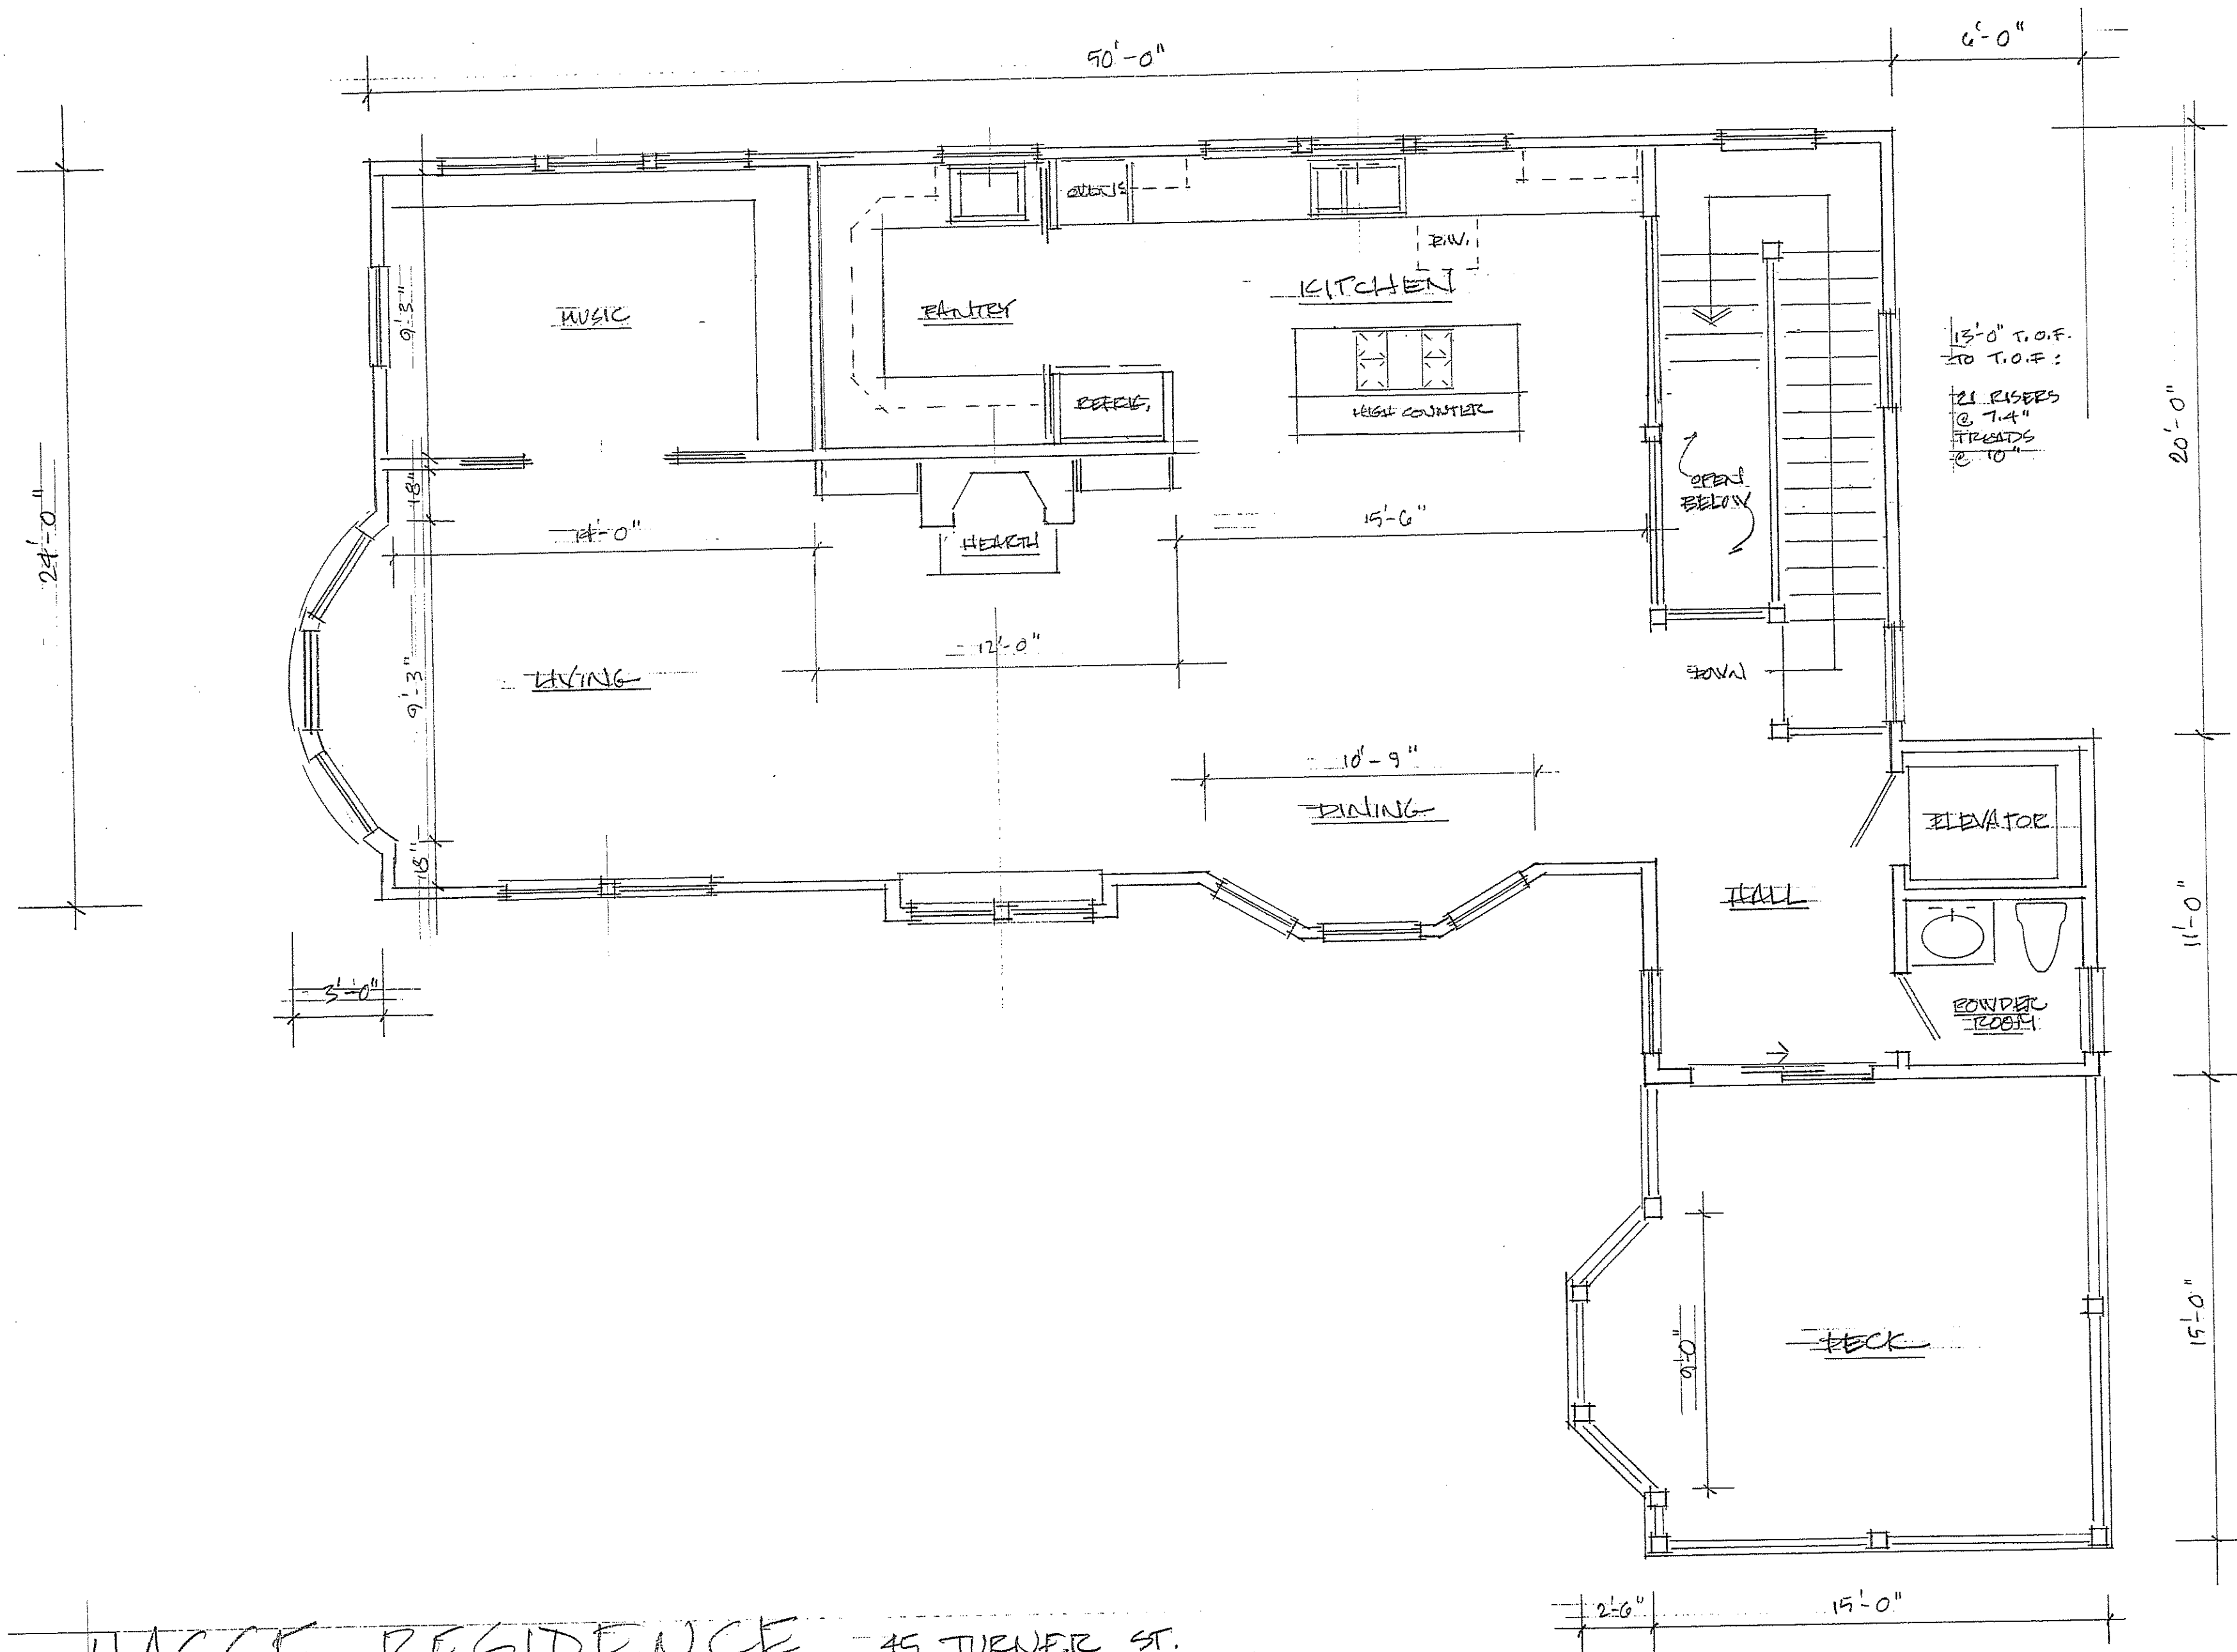 50'-0"
6'-0"
OVENS
D.W.
KITCHEN
MUSIC
PANTRY
9'-3"
13'-0" T.O.F.
TO T.O.F:
21 RISERS
@ 7.4"
TREADS
@ 10"
HIGH COUNTER
REFRIG.
20'-0"
24'-0"
18"
OPEN
BELOW
14'-0"
15'-6"
HEARTH
12'-0"
LIVING
9'-3"
DOWN
10'-9"
DINING
ELEVATOR
18"
HALL
11'-0"
3'-0"
POWDER
ROOM
DECK
9'-0"
15'-0"
2'-6"
15'-0"
RESIDENCE 45 TURNER ST.